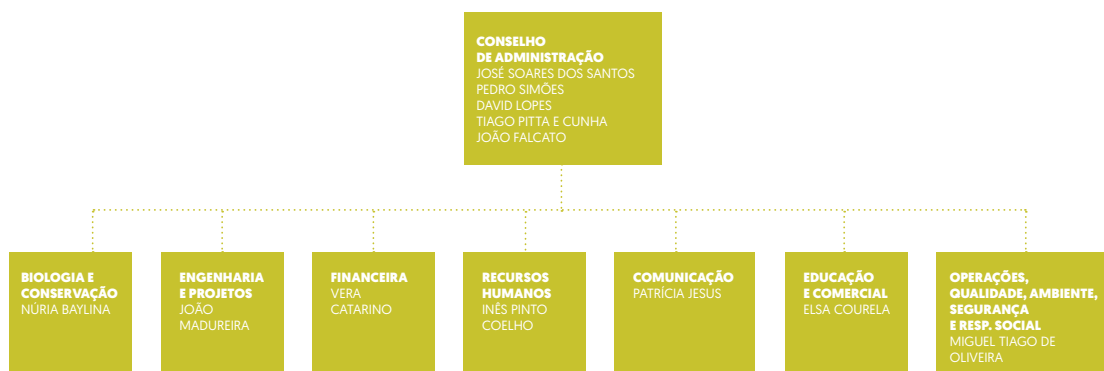 CONSELHO
DE ADMINISTRAÇÃO
JOSÉ SOARES DOS SANTOS
PEDRO SIMÕES
DAVID LOPES
TIAGO PITTA E CUNHA
JOÃO FALCATO
BIOLOGIA E
CONSERVAÇÃO
NÚRIA BAYLINA
ENGENHARIA
E PROJETOS
JOÃO
MADUREIRA
FINANCEIRA
VERA
CATARINO
RECURSOS
HUMANOS
INÊS PINTO
COELHO
COMUNICAÇÃO
PATRÍCIA JESUS
EDUCAÇÃO
E COMERCIAL
ELSA COURELA
OPERAÇÕES,
QUALIDADE, AMBIENTE,
SEGURANÇA
E RESP. SOCIAL
MIGUEL TIAGO DE
OLIVEIRA